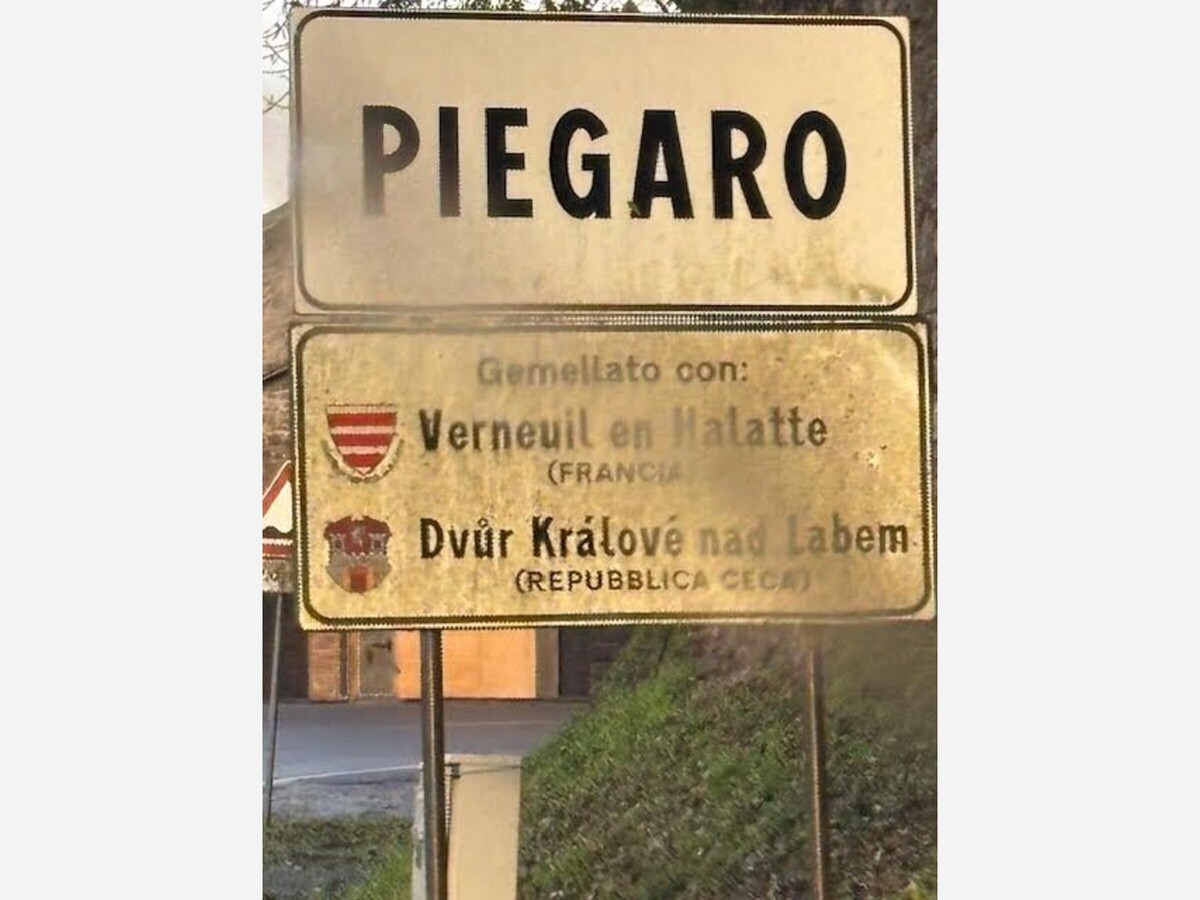 PIEGARO
Gemellato con:
Verneuil en Halatte
(FRANCIA)
Dvůr Králové nad Labem
(REPUBBLICA CECA)